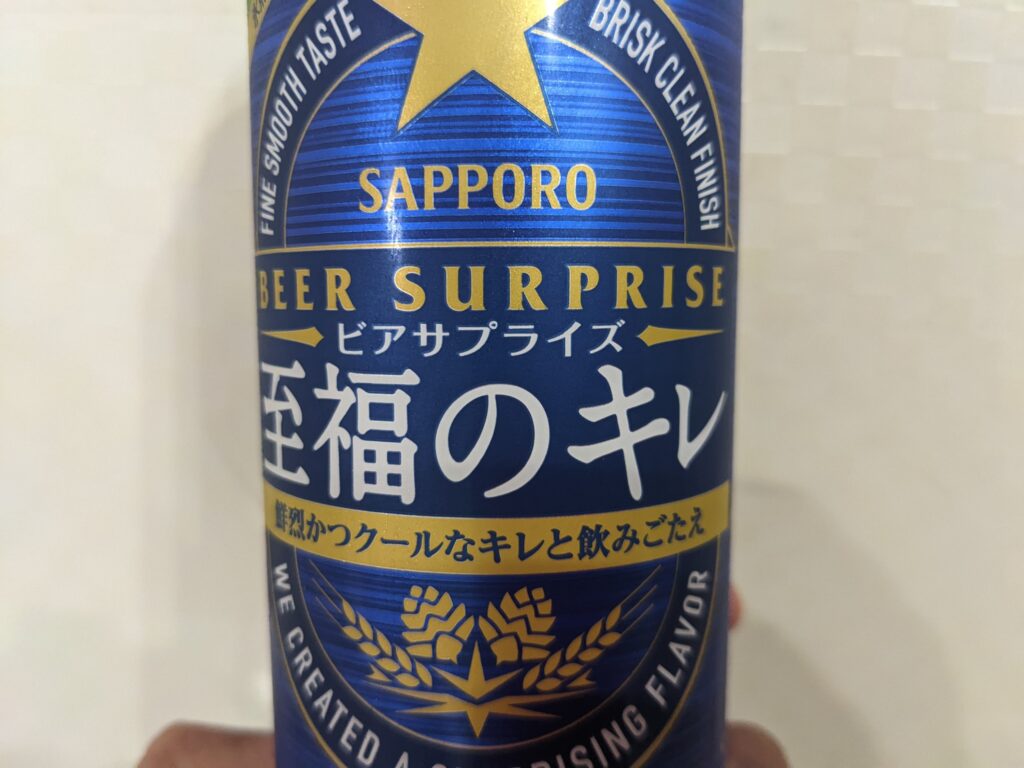 FINE SMOOTH TASTE
BRISK CLEAN FINISH
SAPPORO
BEER SURPRISE
ビアサプライズ
至福のキレ
鮮烈かつクールなキレと飲みごたえ
WE CREATED A SURPRISING FLAVOR